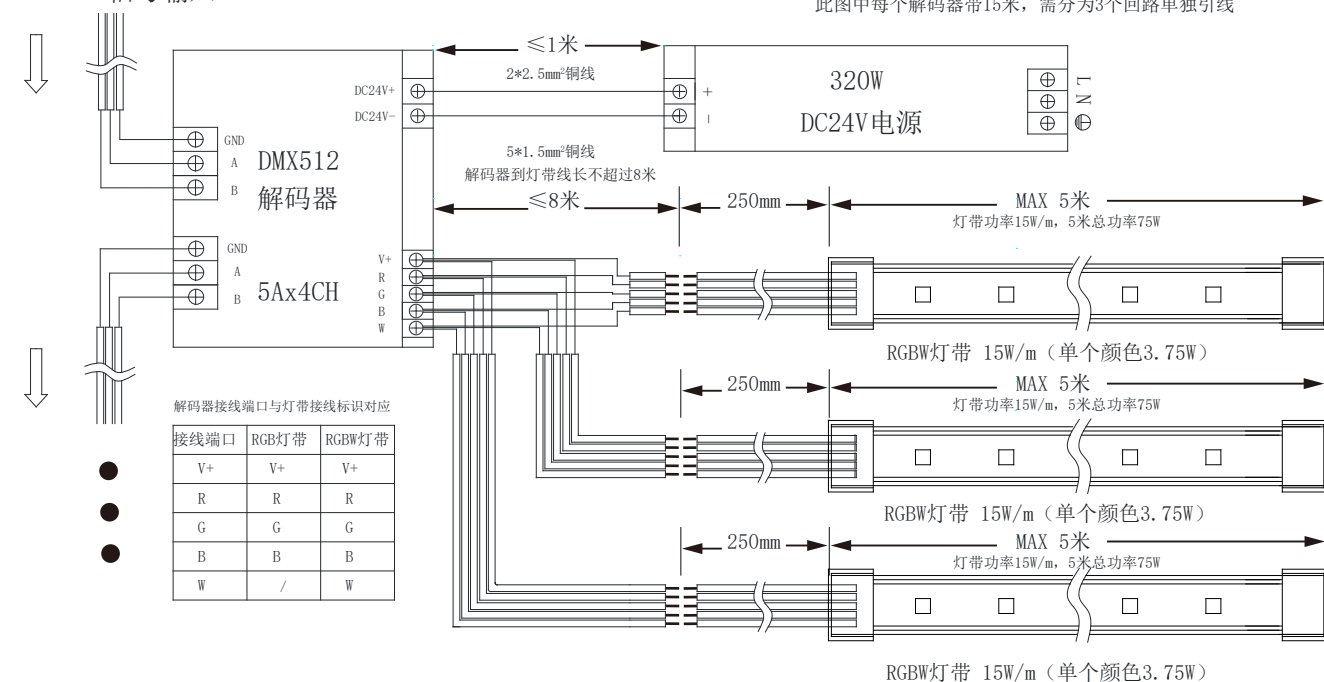 此图中每个解码器带15米，需分为3个回路单独引线
≤1米
2*2.5mm²铜线
DC24V+
DC24V-
+
-
320W
DC24V电源
L
N
GND
A
B
DMX512
解码器
5*1.5mm²铜线
解码器到灯带线长不超过8米
≤8米
250mm
MAX 5米
灯带功率15W/m，5米总功率75W
GND
A
B
5Ax4CH
V+
R
G
B
W
RGBW灯带 15W/m（单个颜色3.75W）
250mm
MAX 5米
灯带功率15W/m，5米总功率75W
解码器接线端口与灯带接线标识对应
接线端口 RGB灯带 RGBW灯带
V+ V+ V+
R R R
G G G
B B B
W / W
RGBW灯带 15W/m（单个颜色3.75W）
250mm
MAX 5米
灯带功率15W/m，5米总功率75W
RGBW灯带 15W/m（单个颜色3.75W）